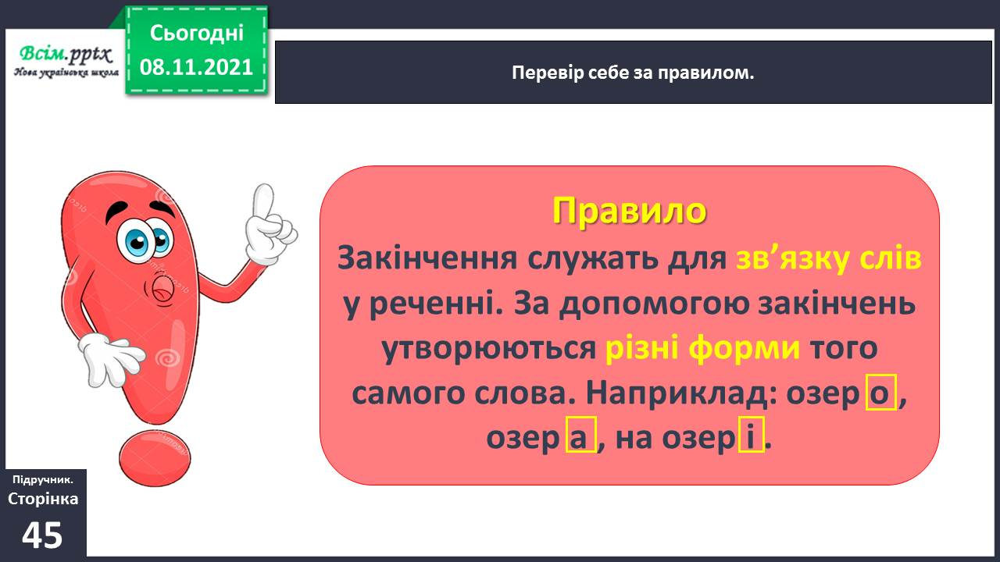 Сьогодні
08.11.2021
Всім.pptx
Нова українська школа
Перевір себе за правилом.
Правило
Закінчення служать для зв’язку слів
у реченні. За допомогою закінчень
утворюються різні форми того
самого слова. Наприклад: озер о ,
озер а , на озер і .
Підручник.
Сторінка
45